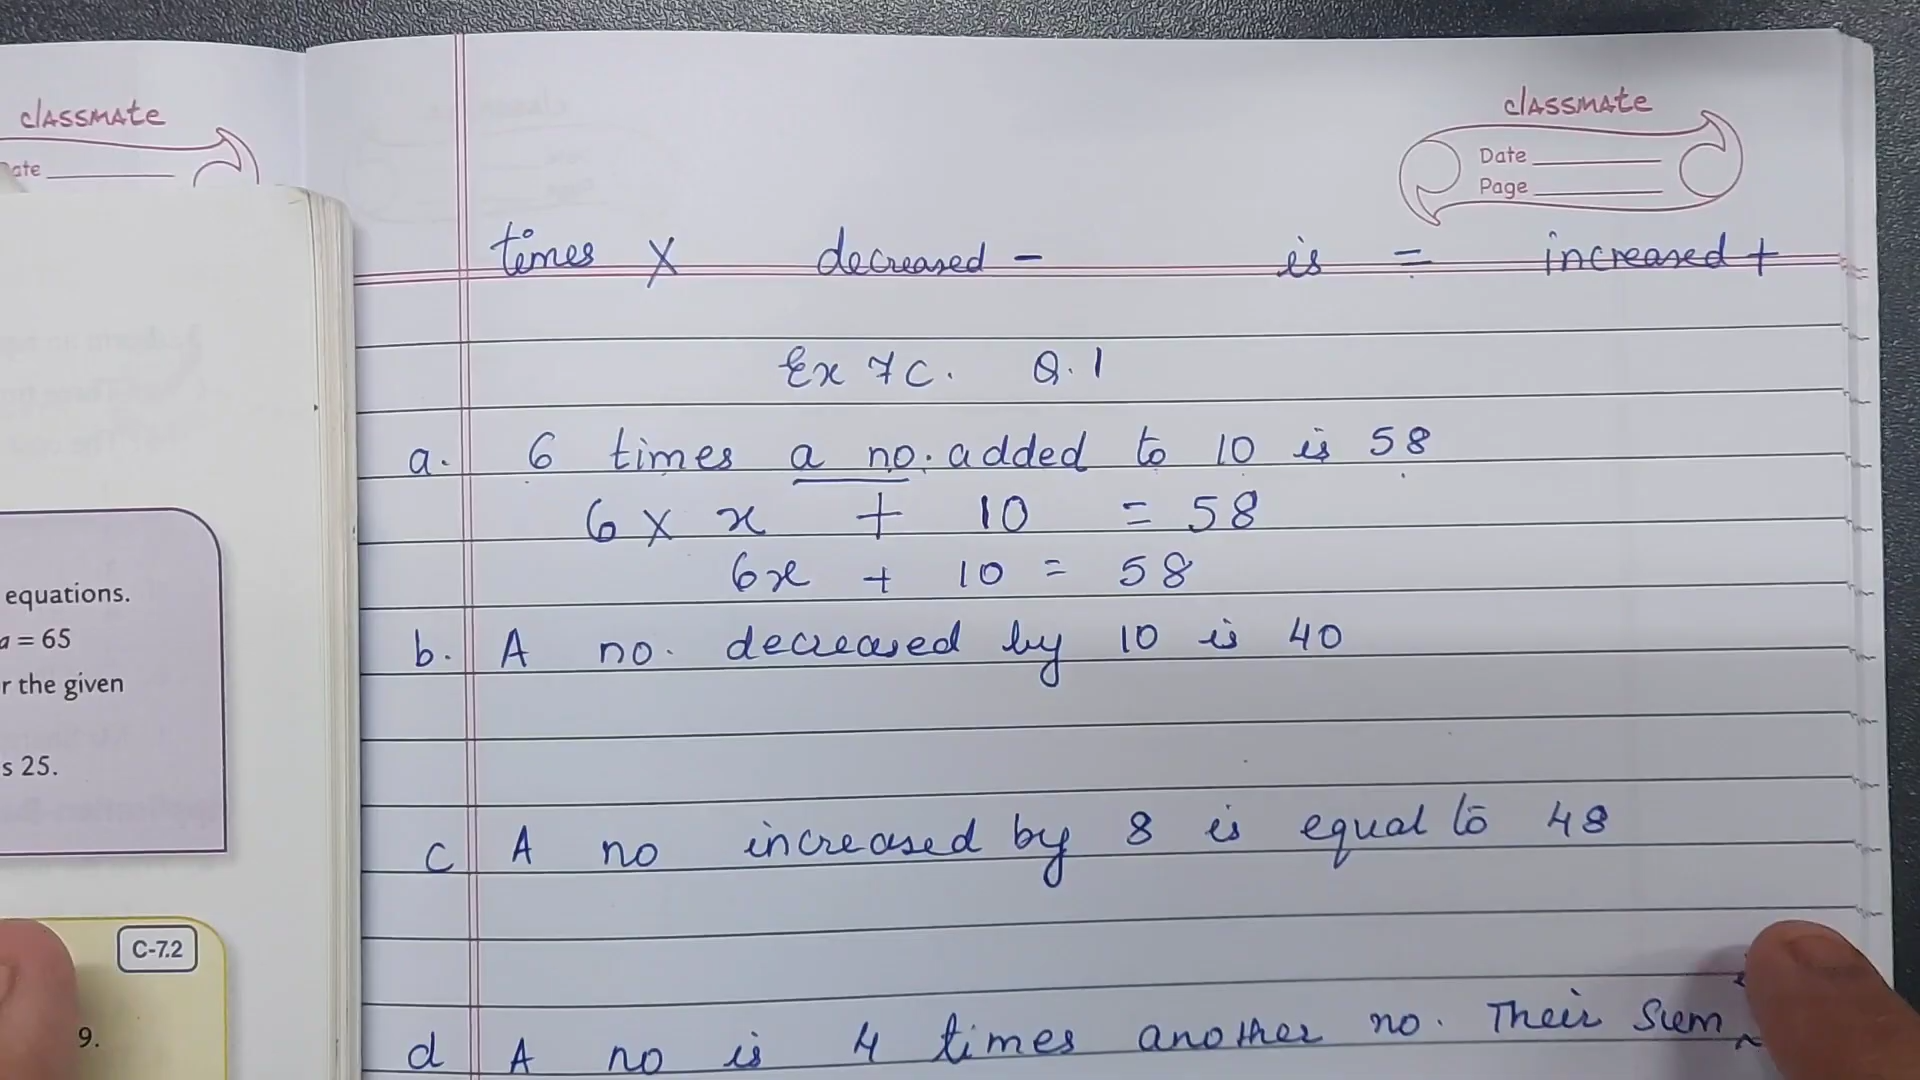 classmate
Date
equations.
a = 65
r the given
s 25.
C-7.2
9.
classmate
Date
Page
times × decreased - is = increased +
Ex 7C. Q.1
a. 6 times a no. added to 10 is 58
6 × x + 10 = 58
6x + 10 = 58
b. A no. decreased by 10 is 40
c A no increased by 8 is equal to 48
d A no is 4 times another no. Their sum